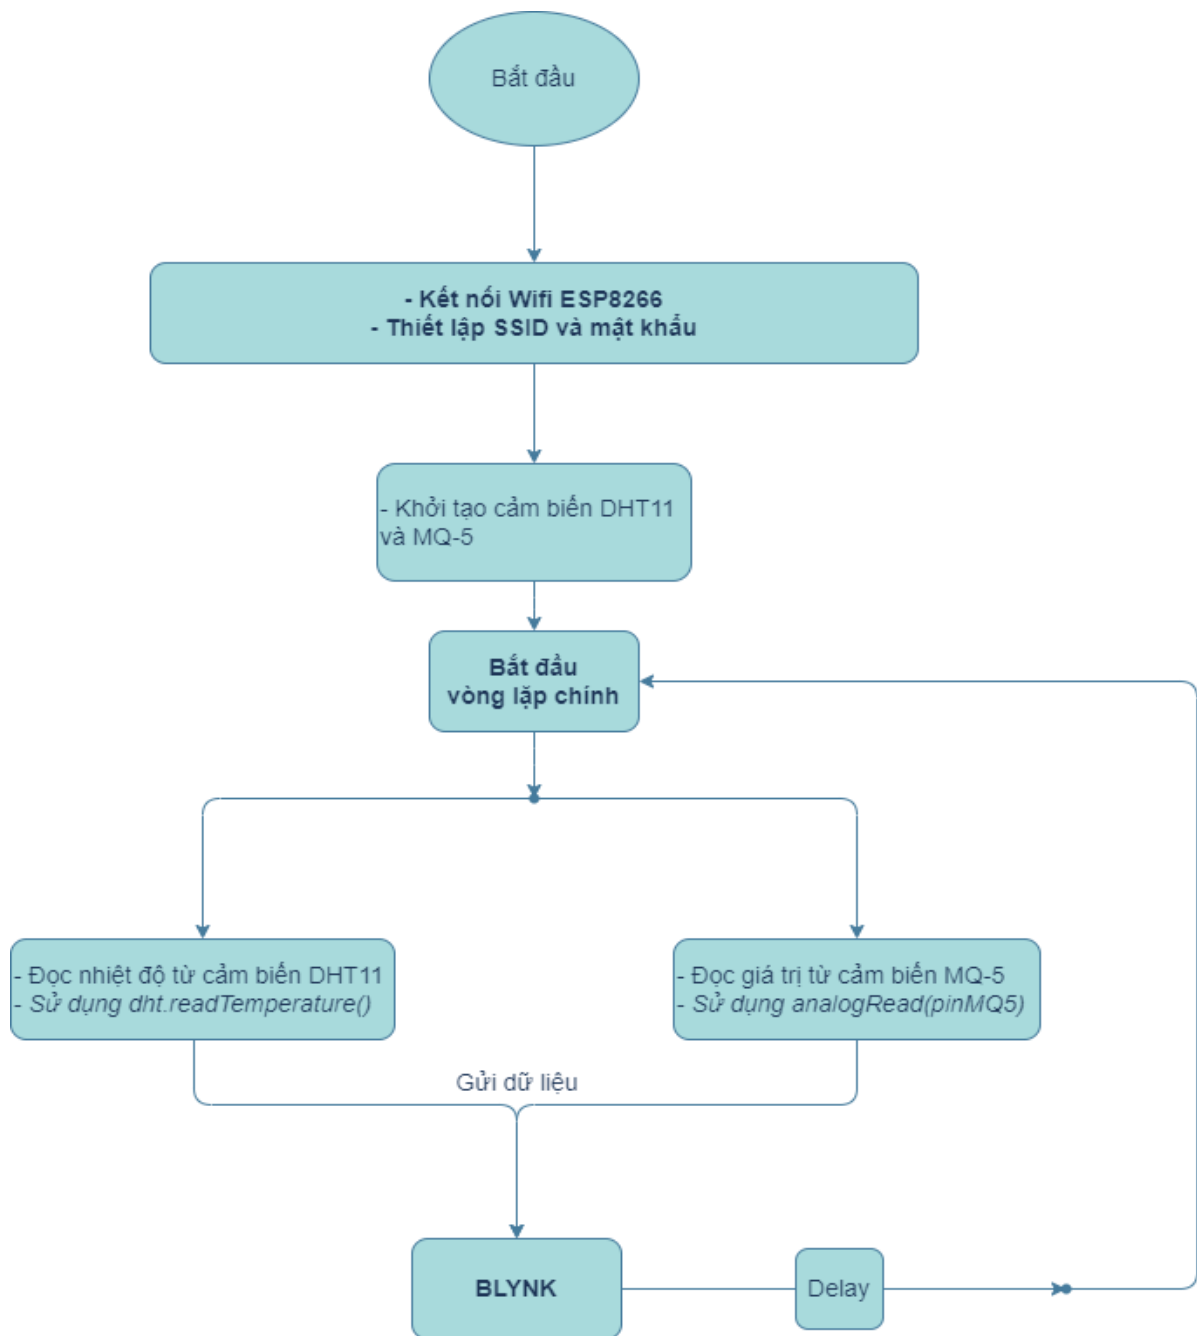 Bắt đầu
- Kết nối Wifi ESP8266
- Thiết lập SSID và mật khẩu
- Khởi tạo cảm biến DHT11
và MQ-5
Bắt đầu
vòng lặp chính
- Đọc nhiệt độ từ cảm biến DHT11
- Sử dụng dht.readTemperature()
- Đọc giá trị từ cảm biến MQ-5
- Sử dụng analogRead(pinMQ5)
Gửi dữ liệu
BLYNK
Delay